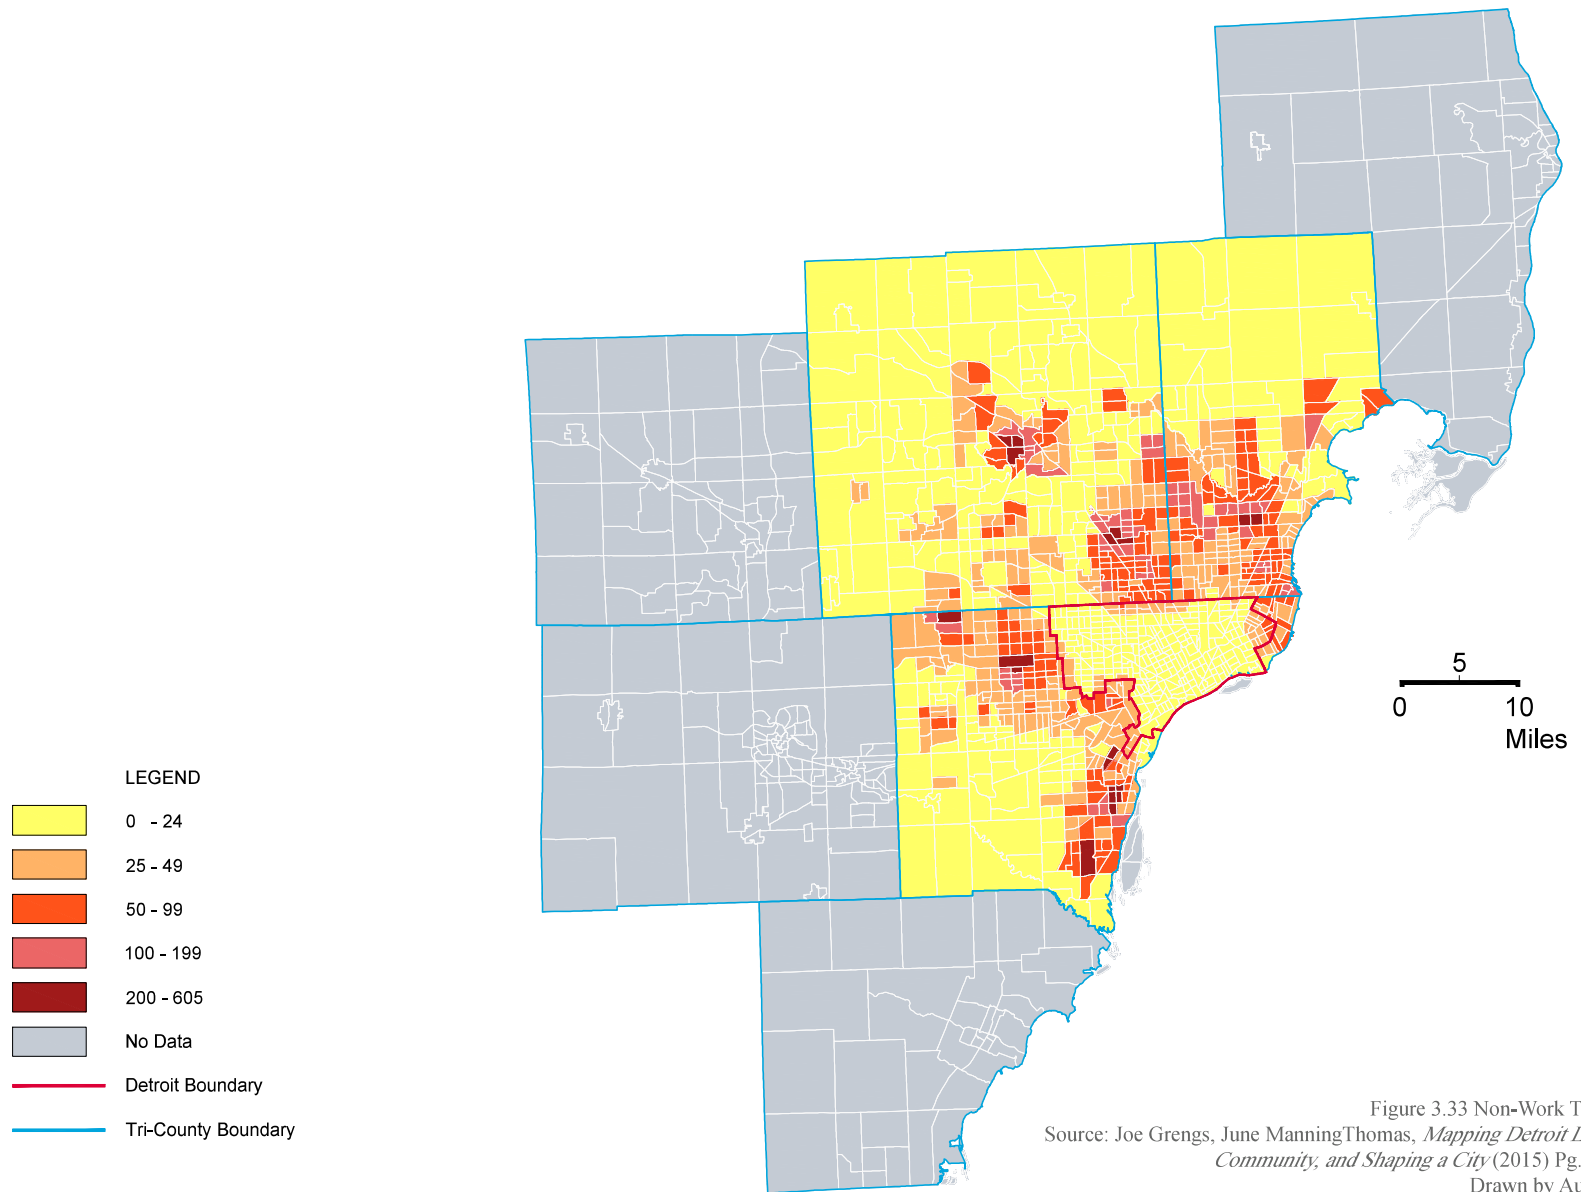 5
0 10
Miles
LEGEND
0 - 24
25 - 49
50 - 99
100 - 199
200 - 605
No Data
Detroit Boundary
Tri-County Boundary
Figure 3.33 Non-Work T
Source: Joe Grengs, June ManningThomas, Mapping Detroit L
Community, and Shaping a City (2015) Pg.
Drawn by Au